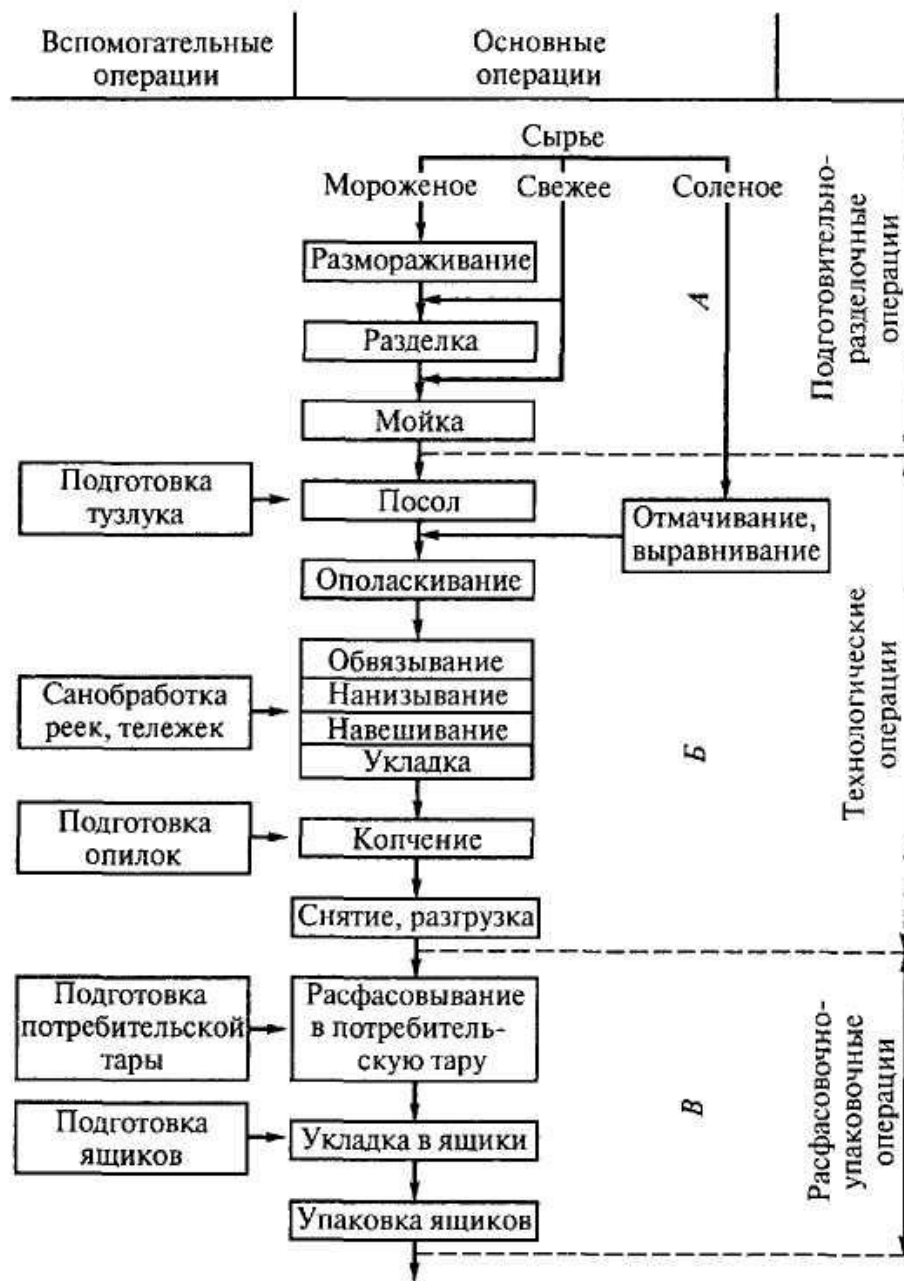 Вспомогательные
операции
Основные
операции
Сырье
Мороженое
Свежее
Соленое
Размораживание
Разделка
Мойка
А
Подготовительно-
разделочные
операции
Подготовка
тузлука
Посол
Отмачивание,
выравнивание
Ополаскивание
Обвязывание
Санобработка
реек, тележек
Нанизывание
Навешивание
Укладка
Б
Технологические
операции
Подготовка
опилок
Копчение
Снятие, разгрузка
Подготовка
потребительской
тары
Расфасовывание
в потребитель-
скую тару
В
Расфасовочно-
упаковочные
операции
Подготовка
ящиков
Укладка в ящики
Упаковка ящиков